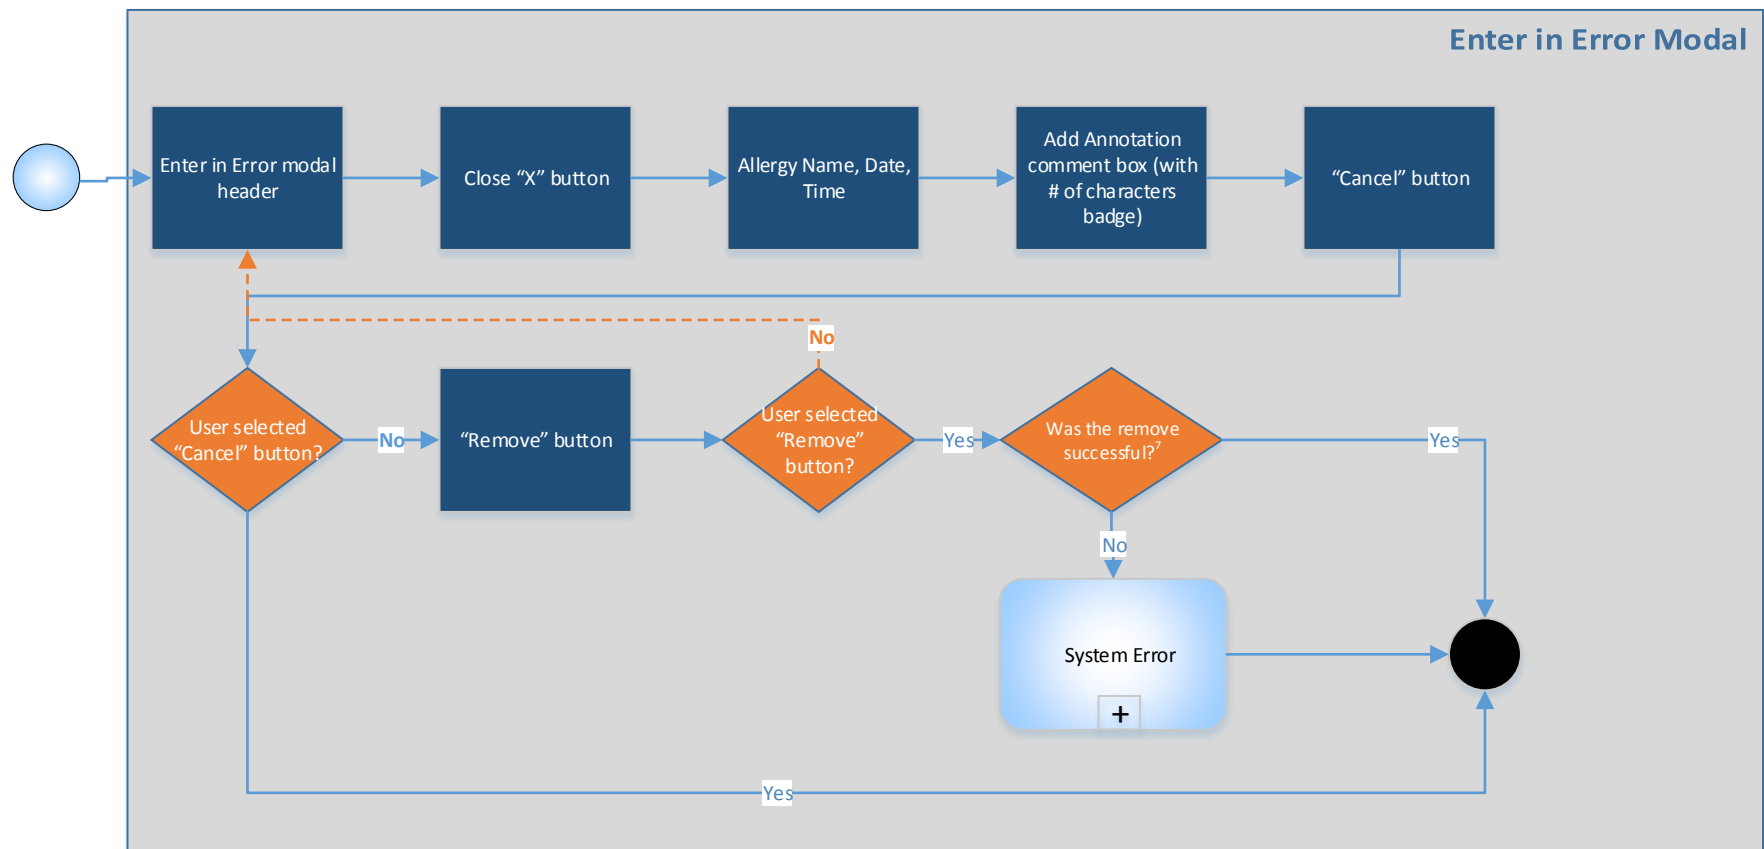 Enter in Error Modal
Enter in Error modal
header
Close “X” button
Allergy Name, Date,
Time
Add Annotation
comment box (with
# of characters
badge)
“Cancel” button
No
User selected
“Cancel” button?
No
“Remove” button
User selected
“Remove”
button?
Yes
Was the remove
successful?⁷
Yes
No
System Error
+
Yes